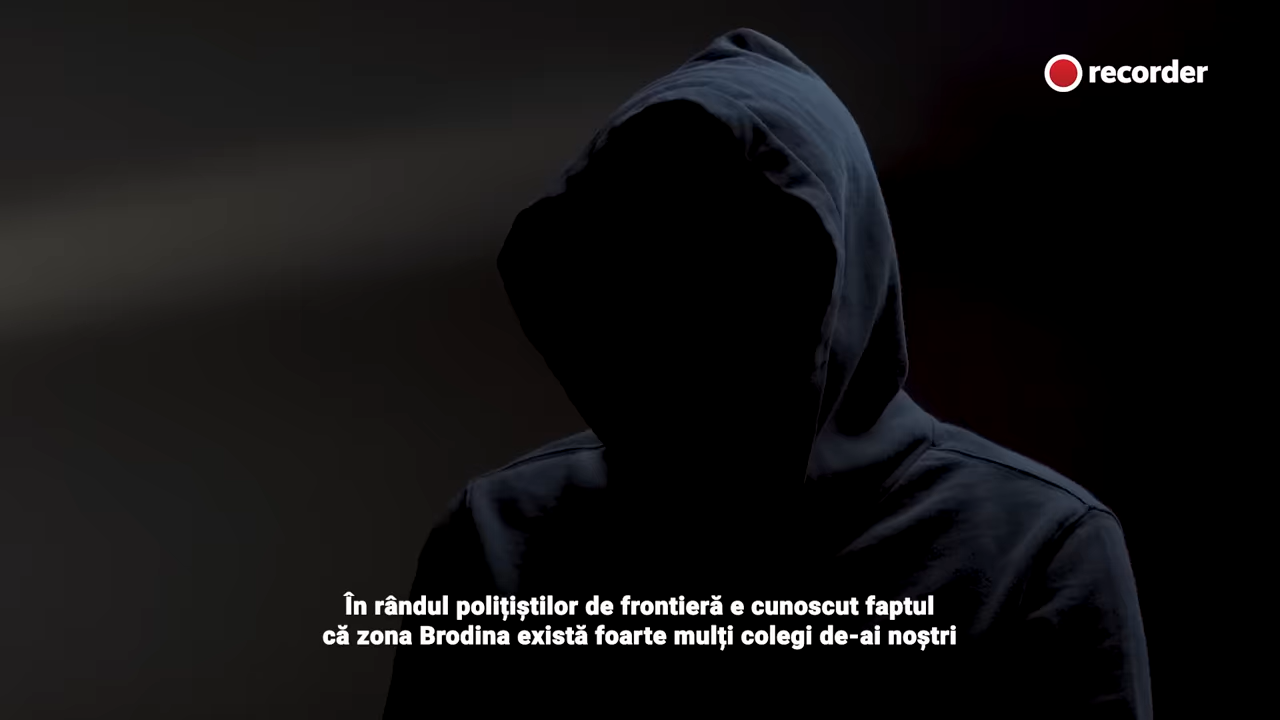 recorder
În rândul polițiștilor de frontieră e cunoscut faptul
că zona Brodina există foarte mulți colegi de-ai noștri